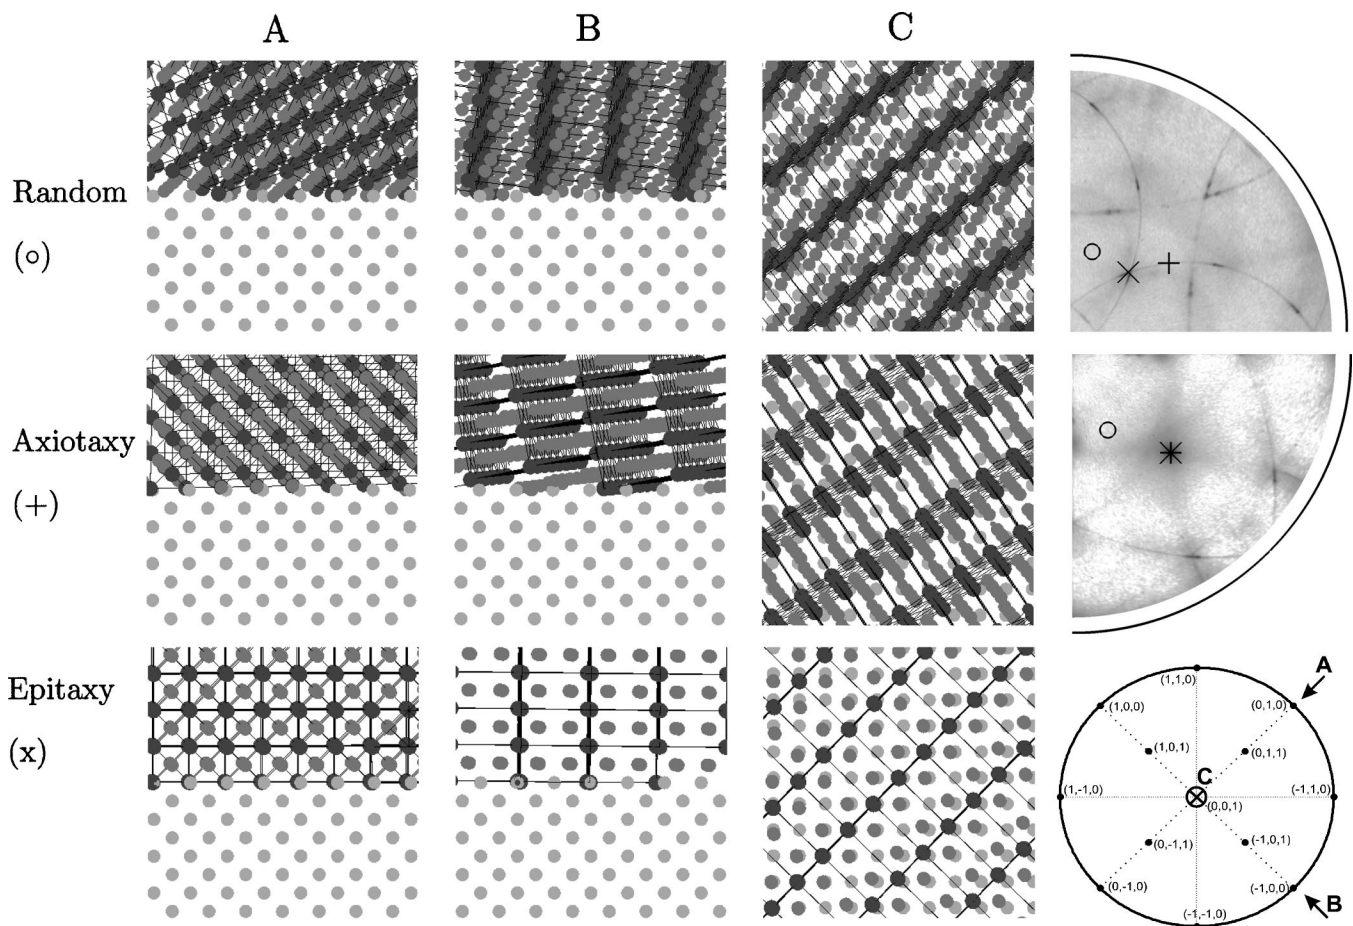 A B C
Random
(○)
Axiotaxy
(+)
Epitaxy
(x)
A
(1,1,0)
(1,0,0) (0,1,0)
(1,0,1) (0,1,1)
C
(1,-1,0) (-1,1,0)
(0,0,1)
(0,-1,1) (-1,0,1)
(0,-1,0) (-1,0,0)
B
(-1,-1,0)